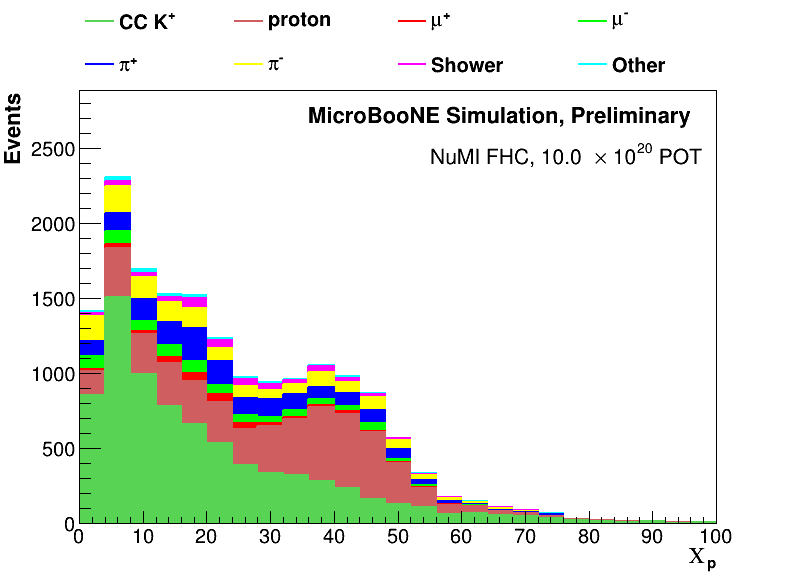 CC K⁺ proton μ⁺ μ⁻
π⁺ π⁻ Shower Other
MicroBooNE Simulation, Preliminary
NuMI FHC, 10.0 × 10²⁰ POT
Events
2500
2000
1500
1000
500
0
0 10 20 30 40 50 60 70 80 90 100
Χₚ